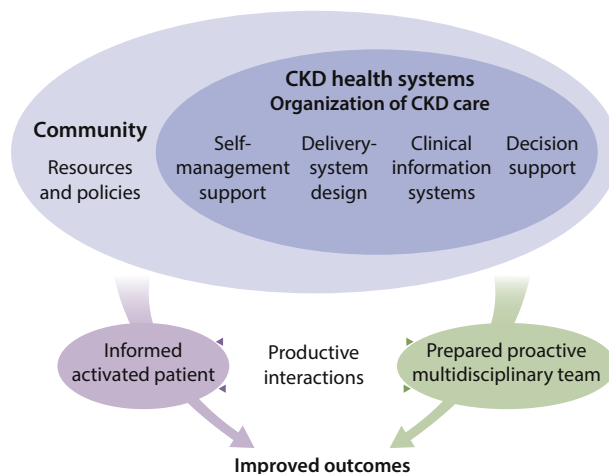 CKD health systems
Organization of CKD care
Community
Resources
and policies
Self-
management
support
Delivery-
system
design
Clinical
information
systems
Decision
support
Informed
activated patient
Productive
interactions
Prepared proactive
multidisciplinary team
Improved outcomes